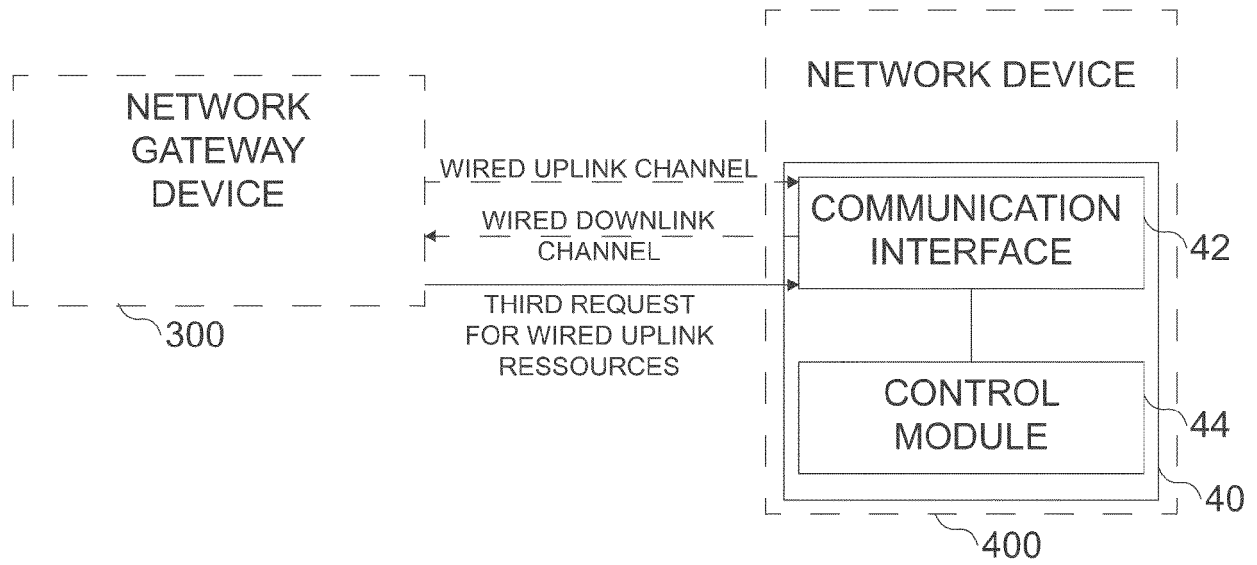 NETWORK
GATEWAY
DEVICE
300
WIRED UPLINK CHANNEL
WIRED DOWNLINK
CHANNEL
THIRD REQUEST
FOR WIRED UPLINK
RESSOURCES
NETWORK DEVICE
COMMUNICATION
INTERFACE
42
CONTROL
MODULE
44
40
400